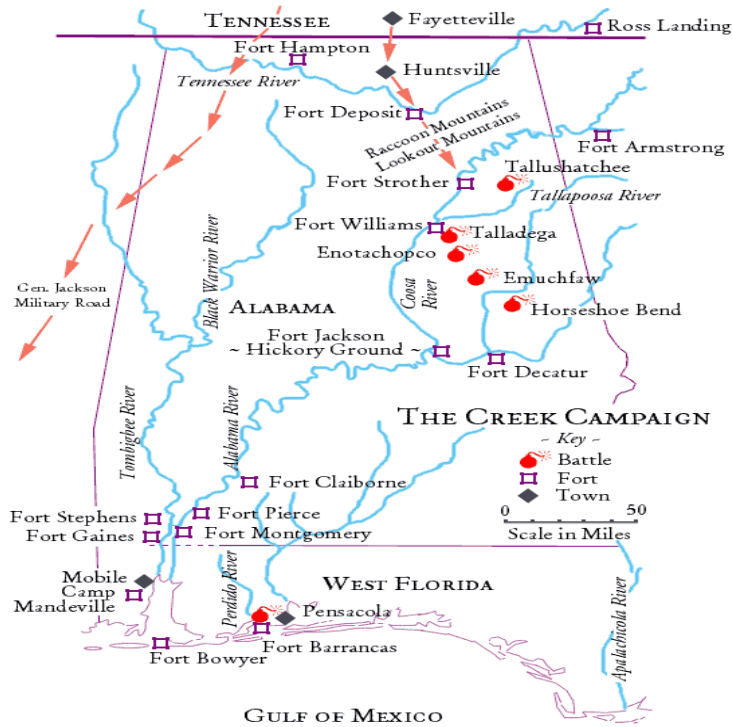 TENNESSEE
Fayetteville
Ross Landing
Fort Hampton
Tennessee River
Huntsville
Fort Deposit
Raccoon Mountains
Lookout Mountains
Fort Armstrong
Tallushatchee
Fort Strother
Tallapoosa River
Fort Williams
Talladega
Enotachopco
Emuchfaw
Coosa
River
Horseshoe Bend
Gen. Jackson
Military Road
Black Warrior River
ALABAMA
Fort Jackson
~ Hickory Ground ~
Fort Decatur
THE CREEK CAMPAIGN
~ Key ~
Battle
Fort
Town
0 50
Scale in Miles
Tombigbee River
Alabama River
Fort Claiborne
Fort Pierce
Fort Stephens
Fort Montgomery
Fort Gaines
Mobile
Camp
Mandeville
Perdido River
WEST FLORIDA
Pensacola
Apalachicola River
Fort Barrancas
Fort Bowyer
GULF OF MEXICO